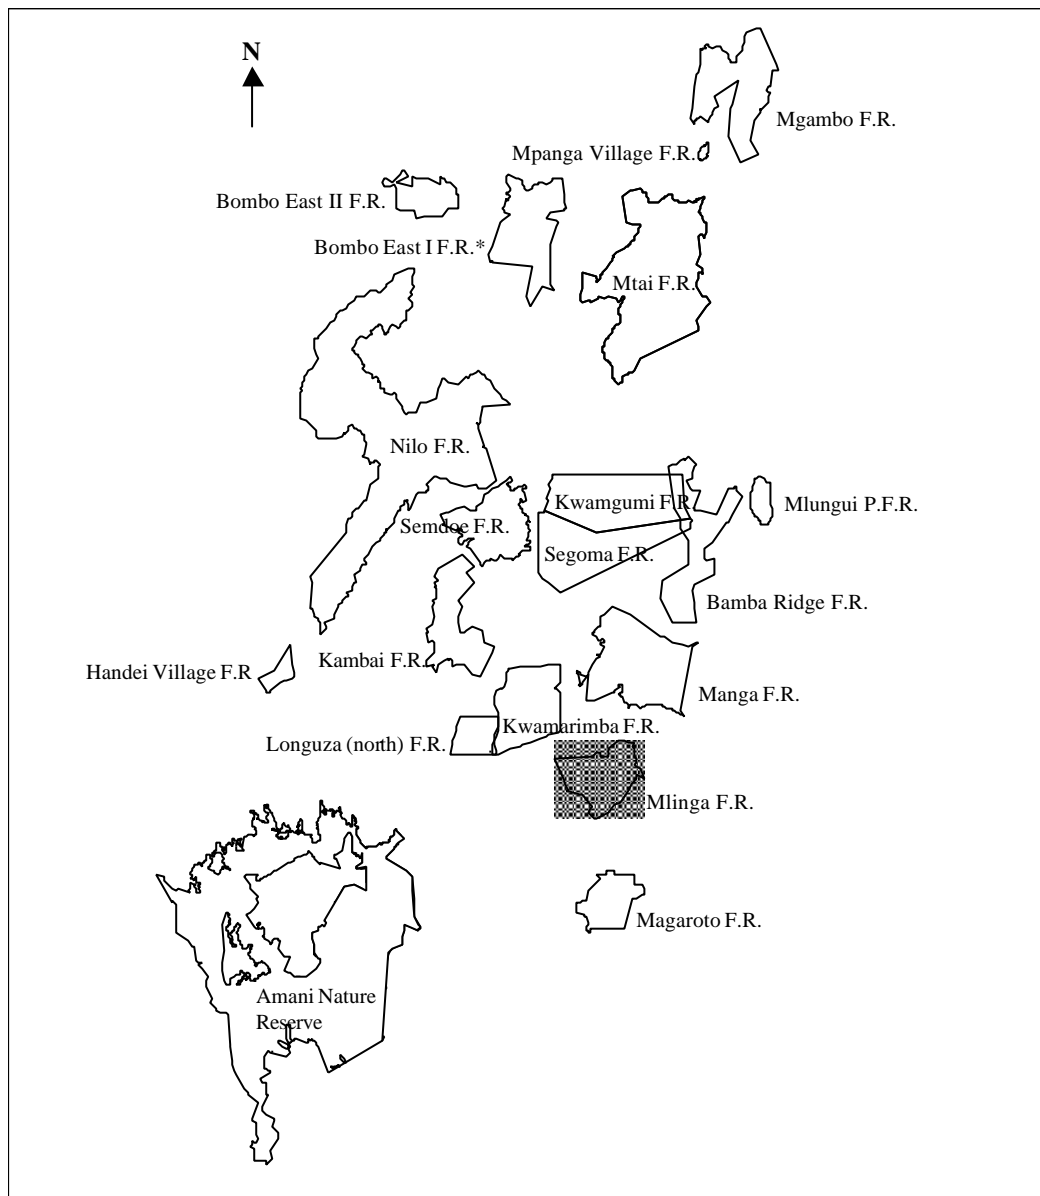 N
Mgambo F.R.
Mpanga Village F.R.
Bombo East II F.R.
Bombo East I F.R.*
Mtai F.R.
Nilo F.R.
Kwamgumi F.R.
Mlungui P.F.R.
Semdoe F.R.
Segoma F.R.
Bamba Ridge F.R.
Kambai F.R.
Handei Village F.R
Manga F.R.
Kwamarimba F.R.
Longuza (north) F.R.
Mlinga F.R.
Magaroto F.R.
Amani Nature
Reserve